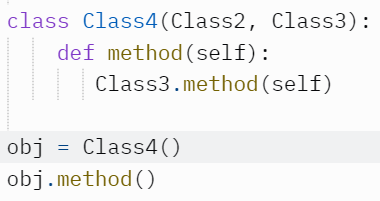 class Class4(Class2, Class3):
    def method(self):
        Class3.method(self)

obj = Class4()
obj.method()